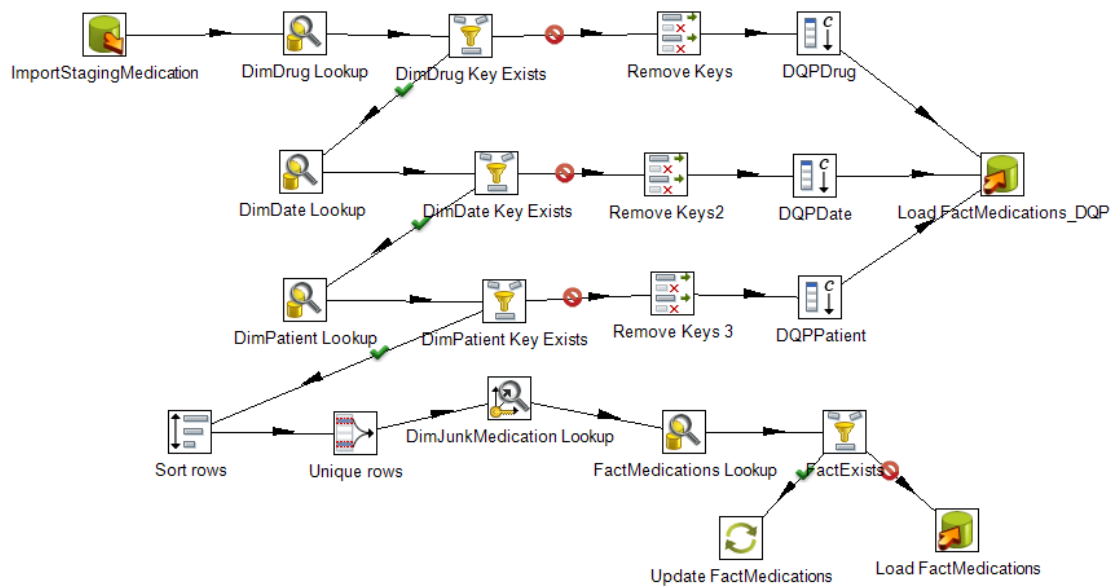 ImportStagingMedication
DimDrug Lookup
DimDrug Key Exists
Remove Keys
DQPDrug
DimDate Lookup
DimDate Key Exists
Remove Keys2
DQPDate
Load FactMedications_DQP
DimPatient Lookup
DimPatient Key Exists
Remove Keys 3
DQPPatient
Sort rows
Unique rows
DimJunkMedication Lookup
FactMedications Lookup
FactExists
Update FactMedications
Load FactMedications